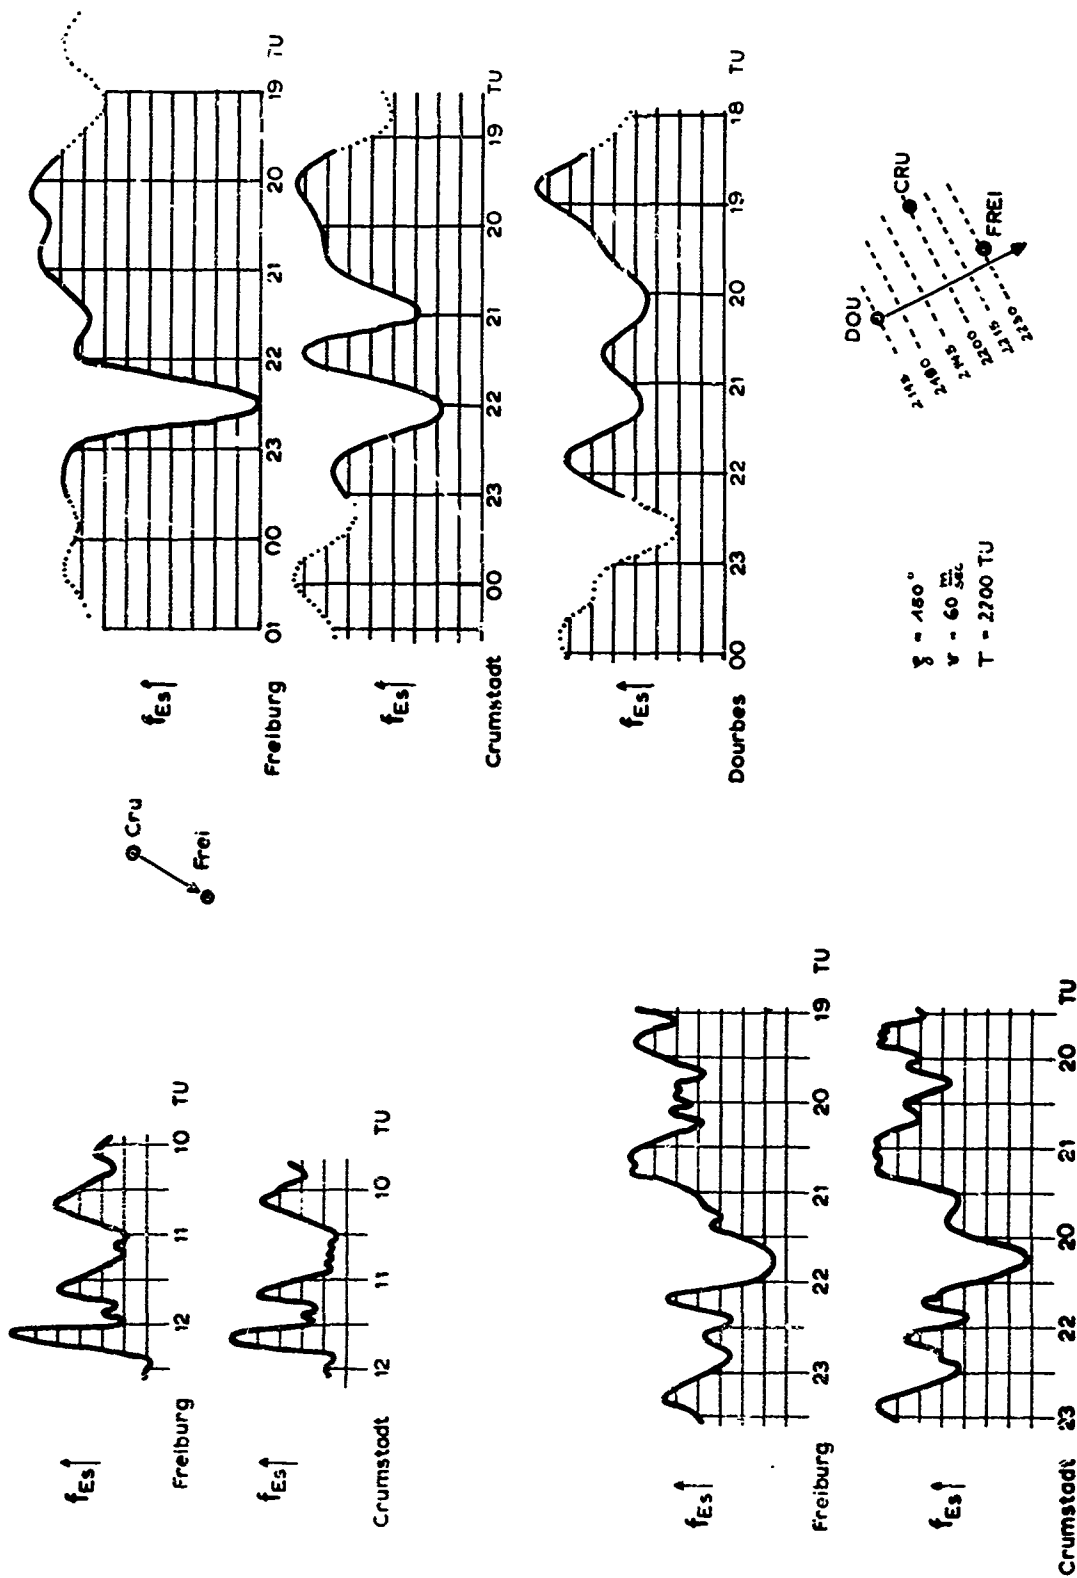 fEs
12 11 10 TU
Freiburg
fEs
12 11 10 TU
Crumstadt
Cru
Frei
fEs
01 00 23 22 21 20 19 TU
Freiburg
fEs
00 23 22 21 20 19 TU
Crumstadt
fEs
00 23 22 21 20 19 18 TU
Dourbes
fEs
23 22 21 20 19 TU
Freiburg
fEs
23 22 20 21 20 TU
Crumstadt
= 150°
v = 60 m/sec
T = 2200 TU
DOU
CRU
FREI
2145
2200
2215
2230